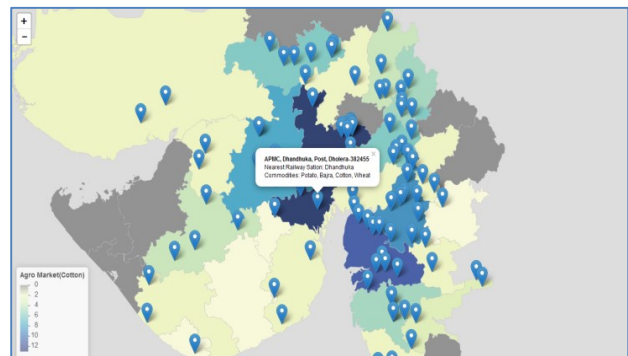 +
−
APMC, Dhandhuka, Post, Dholera-382455
×
Nearest Railway Sation: Dhandhuka
Commodities: Potato, Bajra, Cotton, Wheat
Agro Market(Cotton)
0
2
4
6
8
10
12